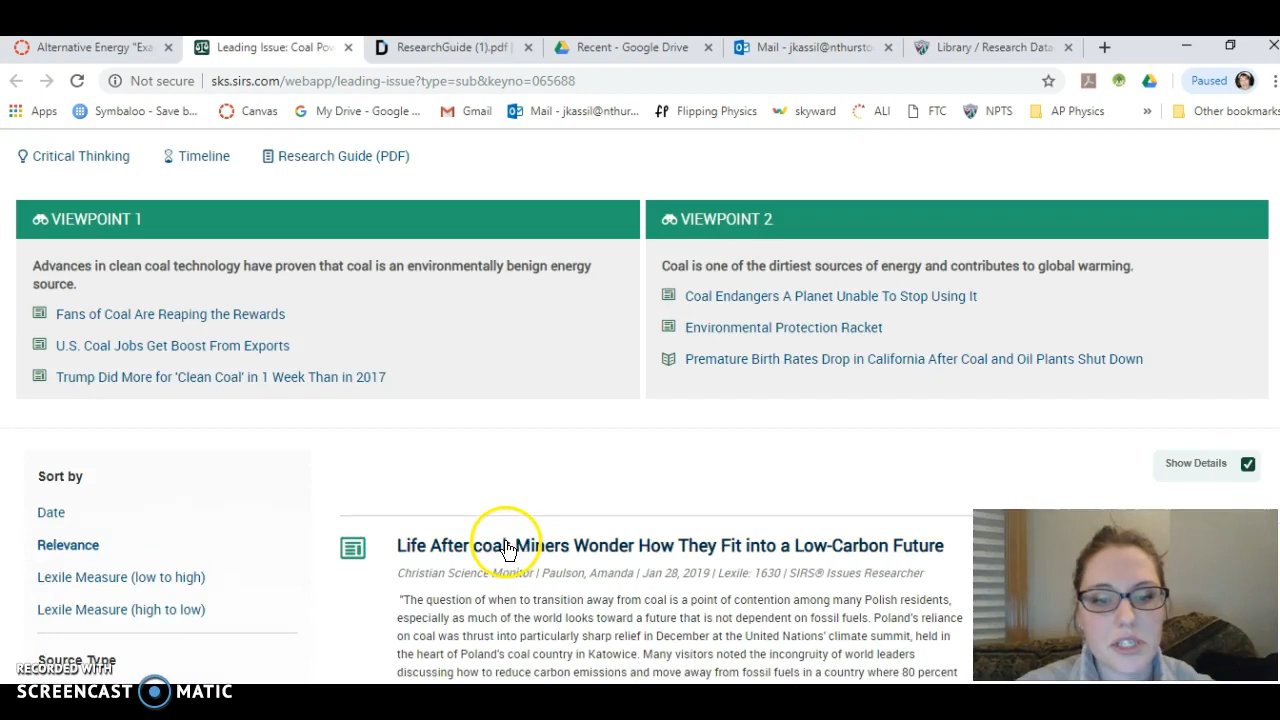 Alternative Energy "Exa
Leading Issue: Coal Po
ResearchGuide (1).pdf
Recent - Google Drive
Mail - jkassil@nthursto
Library / Research Data
Not secure
sks.sirs.com/webapp/leading-issue?type=sub&keyno=065688
Paused
Apps
Symbaloo - Save b...
Canvas
My Drive - Google ...
Gmail
Mail - jkassil@nthur...
Flipping Physics
skyward
ALI
FTC
NPTS
AP Physics
»
Other bookmarks
Critical Thinking
Timeline
Research Guide (PDF)
VIEWPOINT 1
Advances in clean coal technology have proven that coal is an environmentally benign energy
source.
Fans of Coal Are Reaping the Rewards
U.S. Coal Jobs Get Boost From Exports
Trump Did More for 'Clean Coal' in 1 Week Than in 2017
VIEWPOINT 2
Coal is one of the dirtiest sources of energy and contributes to global warming.
Coal Endangers A Planet Unable To Stop Using It
Environmental Protection Racket
Premature Birth Rates Drop in California After Coal and Oil Plants Shut Down
Sort by
Date
Relevance
Lexile Measure (low to high)
Lexile Measure (high to low)
Source Type
Show Details
Life After coal: Miners Wonder How They Fit into a Low-Carbon Future
Christian Science Monitor | Paulson, Amanda | Jan 28, 2019 | Lexile: 1630 | SIRS® Issues Researcher
"The question of when to transition away from coal is a point of contention among many Polish residents,
especially as much of the world looks toward a future that is not dependent on fossil fuels. Poland's reliance
on coal was thrust into particularly sharp relief in December at the United Nations' climate summit, held in
the heart of Poland's coal country in Katowice. Many visitors noted the incongruity of world leaders
discussing how to reduce carbon emissions and move away from fossil fuels in a country where 80 percent
RECORDED WITH
SCREENCAST MATIC